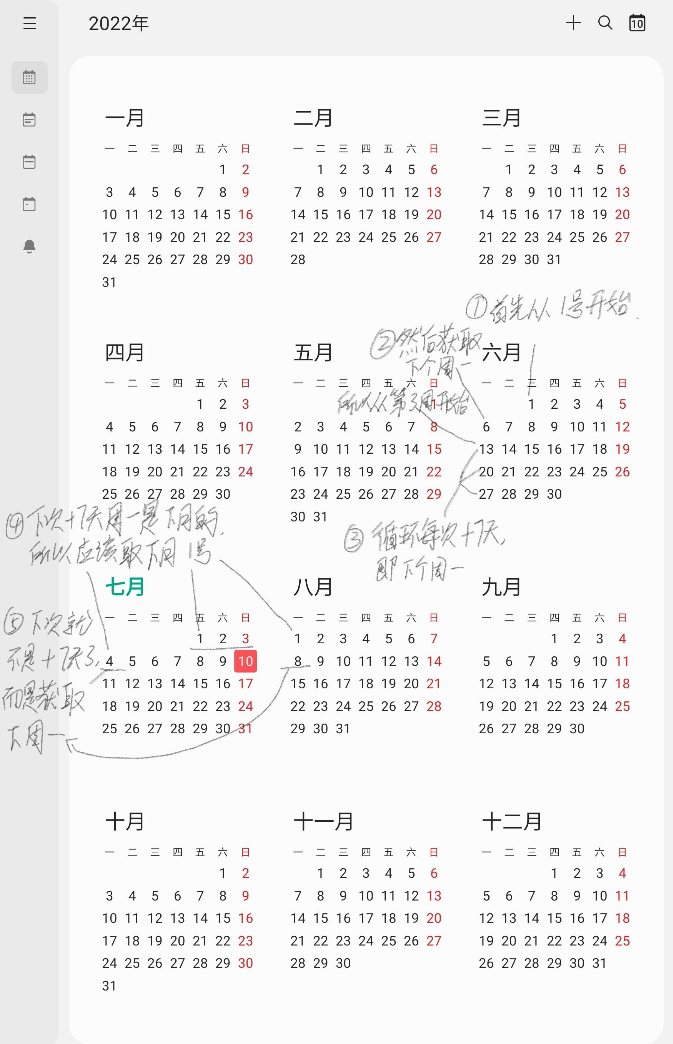 2022年
10
一月 二月 三月
一 二 三 四 五 六 日 一 二 三 四 五 六 日 一 二 三 四 五 六 日
1 2 1 2 3 4 5 6 1 2 3 4 5 6
3 4 5 6 7 8 9 7 8 9 10 11 12 13 7 8 9 10 11 12 13
10 11 12 13 14 15 16 14 15 16 17 18 19 20 14 15 16 17 18 19 20
17 18 19 20 21 22 23 21 22 23 24 25 26 27 21 22 23 24 25 26 27
24 25 26 27 28 29 30 28 28 29 30 31
31
①首先从1号开始.
②然后获取
下个周一
所以从第3周开始
四月 五月 六月
一 二 三 四 五 六 日 一 二 三 四 五 六 日 一 二 三 四 五 六 日
1 2 3 1 1 2 3 4 5
4 5 6 7 8 9 10 2 3 4 5 6 7 8 6 7 8 9 10 11 12
11 12 13 14 15 16 17 9 10 11 12 13 14 15 13 14 15 16 17 18 19
18 19 20 21 22 23 24 16 17 18 19 20 21 22 20 21 22 23 24 25 26
25 26 27 28 29 30 23 24 25 26 27 28 29 27 28 29 30
30 31
③循环每次+7天,
即下个周一
④下次+7天周一是下月的,
所以应该取下周1号
七月 八月 九月
一 二 三 四 五 六 日 一 二 三 四 五 六 日 一 二 三 四 五 六 日
1 2 3 1 2 3 4 5 6 7 1 2 3 4
4 5 6 7 8 9 10 8 9 10 11 12 13 14 5 6 7 8 9 10 11
11 12 13 14 15 16 17 15 16 17 18 19 20 21 12 13 14 15 16 17 18
18 19 20 21 22 23 24 22 23 24 25 26 27 28 19 20 21 22 23 24 25
25 26 27 28 29 30 31 29 30 31 26 27 28 29 30
⑤下次就
不是+7天了,
而是获取
下周一
十月 十一月 十二月
一 二 三 四 五 六 日 一 二 三 四 五 六 日 一 二 三 四 五 六 日
1 2 1 2 3 4 5 6 1 2 3 4
3 4 5 6 7 8 9 7 8 9 10 11 12 13 5 6 7 8 9 10 11
10 11 12 13 14 15 16 14 15 16 17 18 19 20 12 13 14 15 16 17 18
17 18 19 20 21 22 23 21 22 23 24 25 26 27 19 20 21 22 23 24 25
24 25 26 27 28 29 30 28 29 30 26 27 28 29 30 31
31